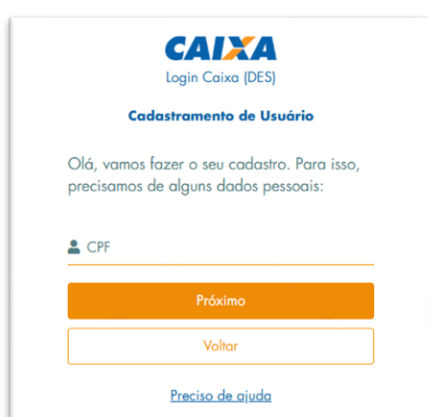 CAIXA
Login Caixa (DES)
Cadastramento de Usuário
Olá, vamos fazer o seu cadastro. Para isso,
precisamos de alguns dados pessoais:
CPF
Próximo
Voltar
Preciso de ajuda